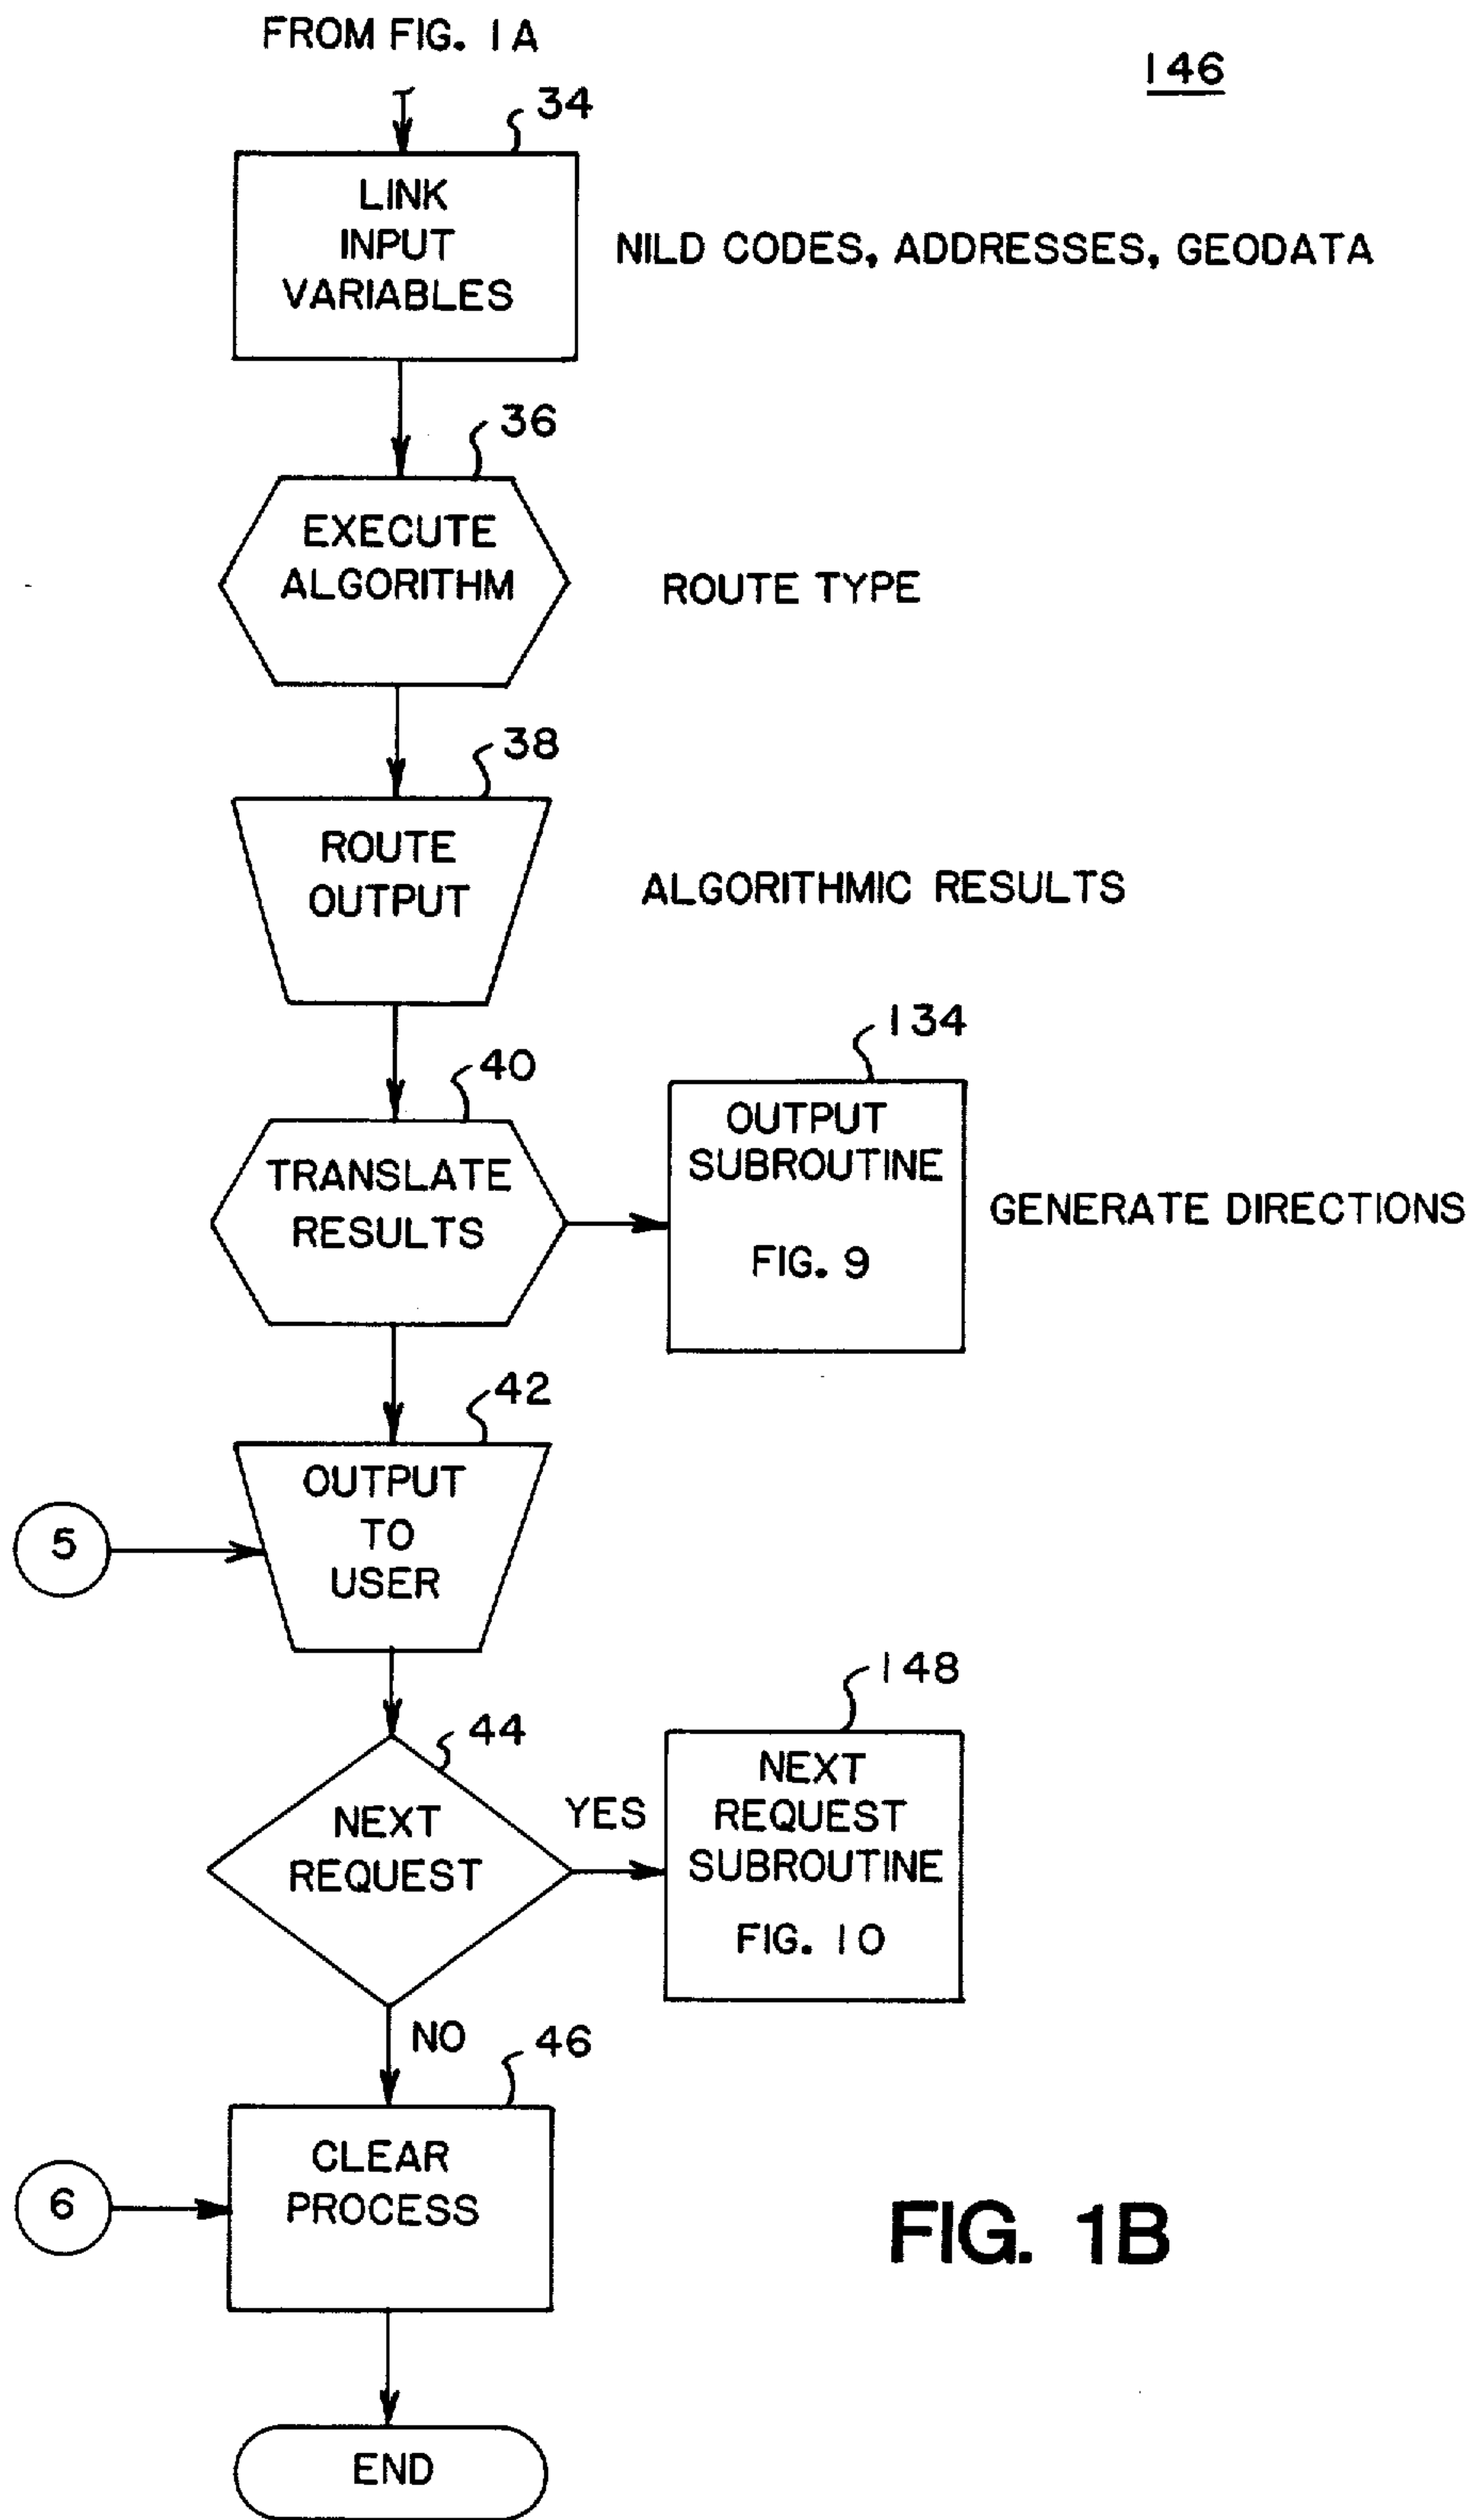 FROM FIG. 1A
146
34
LINK
INPUT
VARIABLES
NILD CODES, ADDRESSES, GEODATA
36
EXECUTE
ALGORITHM
ROUTE TYPE
38
ROUTE
OUTPUT
ALGORITHMIC RESULTS
134
40
OUTPUT
SUBROUTINE
FIG. 9
TRANSLATE
RESULTS
GENERATE DIRECTIONS
42
OUTPUT
TO
USER
5
148
44
NEXT
REQUEST
YES
NEXT
REQUEST
SUBROUTINE
FIG. 10
NO
46
CLEAR
PROCESS
6
FIG. 1B
END